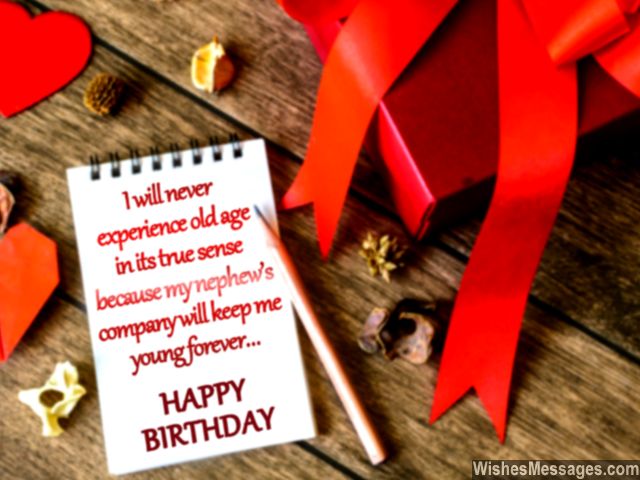 I will never
experience old age
in its true sense
because my nephew's
company will keep me
young forever...
HAPPY
BIRTHDAY
WishesMessages.com